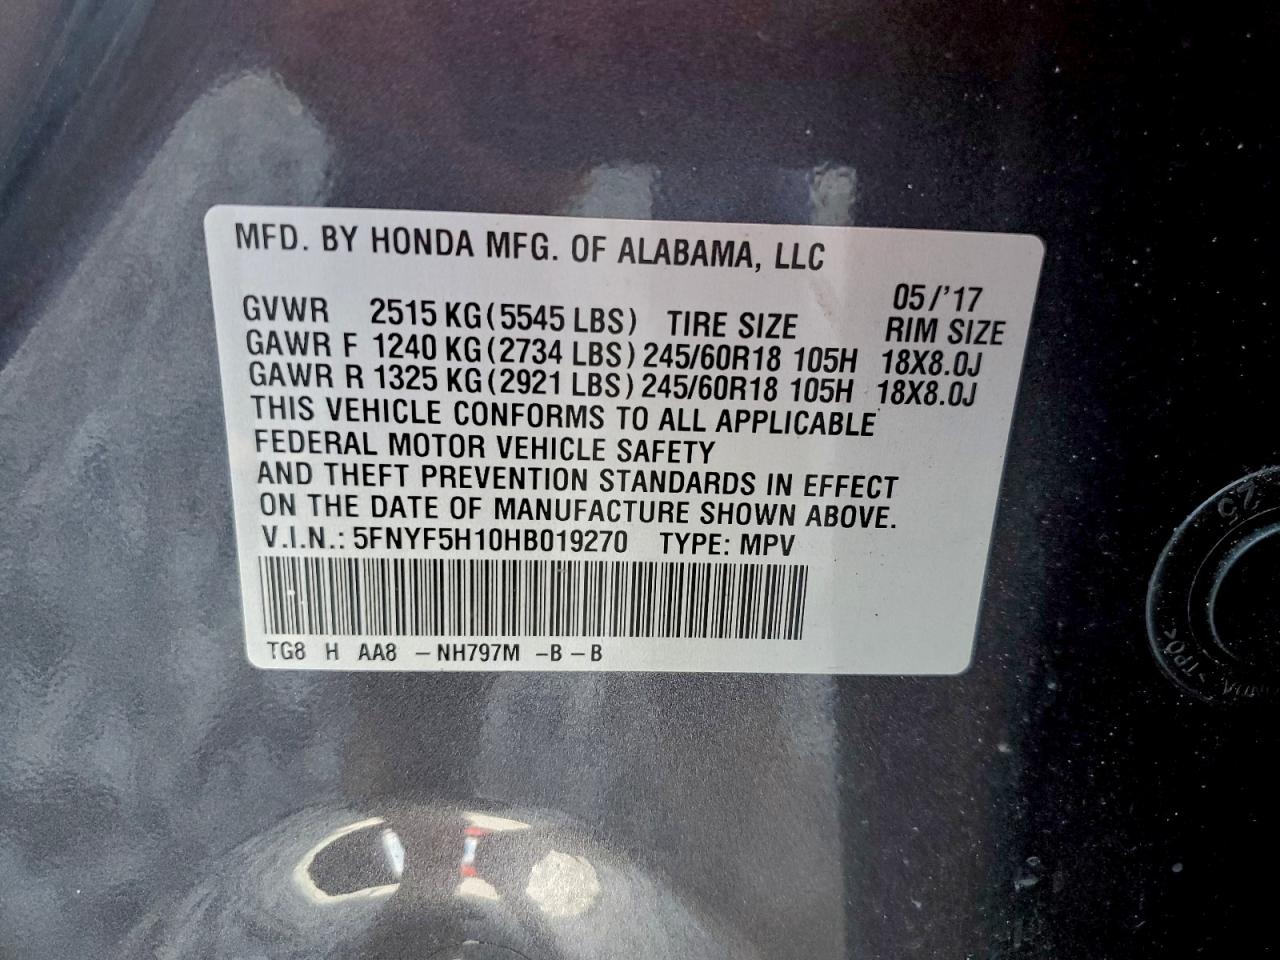 MFD. BY HONDA MFG. OF ALABAMA, LLC
05/'17
GVWR 2515 KG(5545 LBS) TIRE SIZE RIM SIZE
GAWR F 1240 KG(2734 LBS) 245/60R18 105H 18X8.0J
GAWR R 1325 KG(2921 LBS) 245/60R18 105H 18X8.0J
THIS VEHICLE CONFORMS TO ALL APPLICABLE
FEDERAL MOTOR VEHICLE SAFETY
AND THEFT PREVENTION STANDARDS IN EFFECT
ON THE DATE OF MANUFACTURE SHOWN ABOVE.
V.I.N.: 5FNYF5H10HB019270 TYPE: MPV
TG8 H AA8 -NH797M -B -B
25